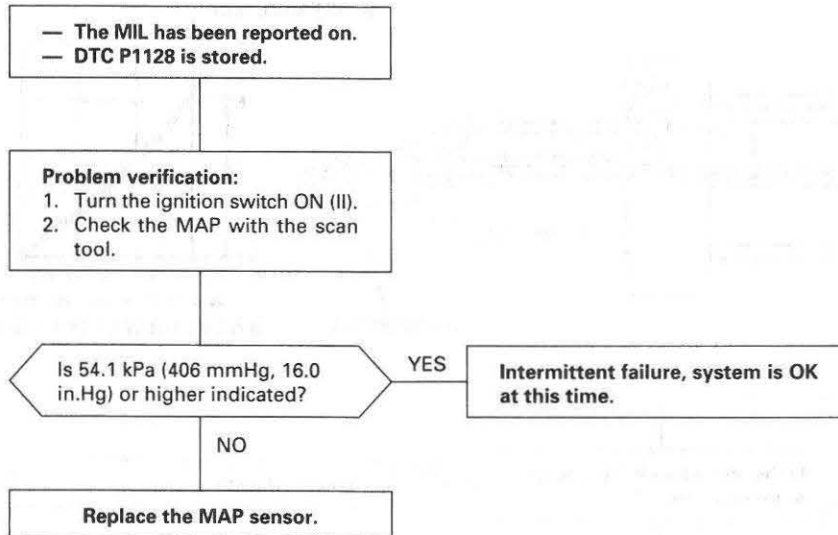 — The MIL has been reported on.
— DTC P1128 is stored.
Problem verification:
1. Turn the ignition switch ON (II).
2. Check the MAP with the scan
tool.
Is 54.1 kPa (406 mmHg, 16.0
in.Hg) or higher indicated?
YES
Intermittent failure, system is OK
at this time.
NO
Replace the MAP sensor.